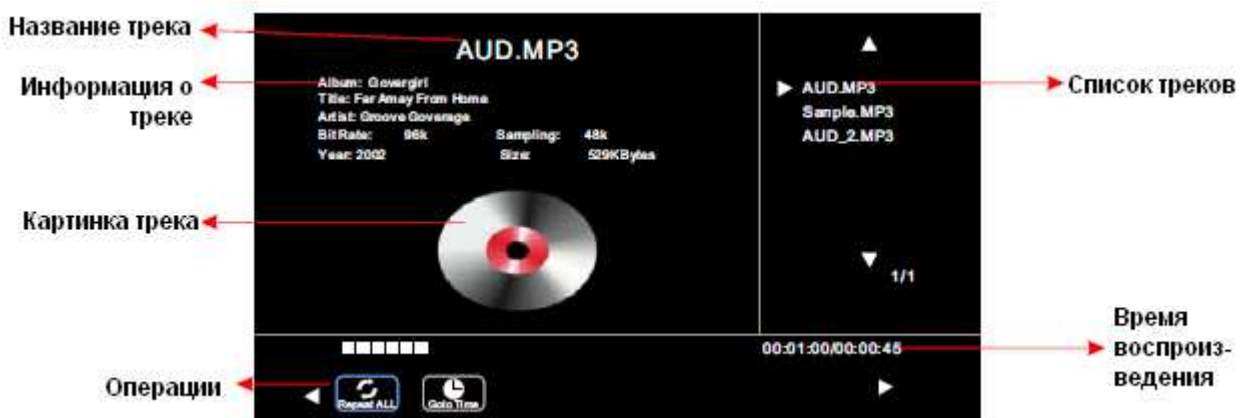 Название трека
AUD.MP3
Информация о
треке
Album: Govergirl
Title: Far Amay From Home
Artist: Groove Goverage
BitRate: 96k Sampling: 48k
Year: 2002 Size: 529KBytes
AUD.MP3
Sanple.MP3
AUD_2.MP3
Список треков
Картинка трека
1/1
00:01:00/00:00:45
Время
воспроиз-
ведения
Операции
Repeat ALL
Goto Time